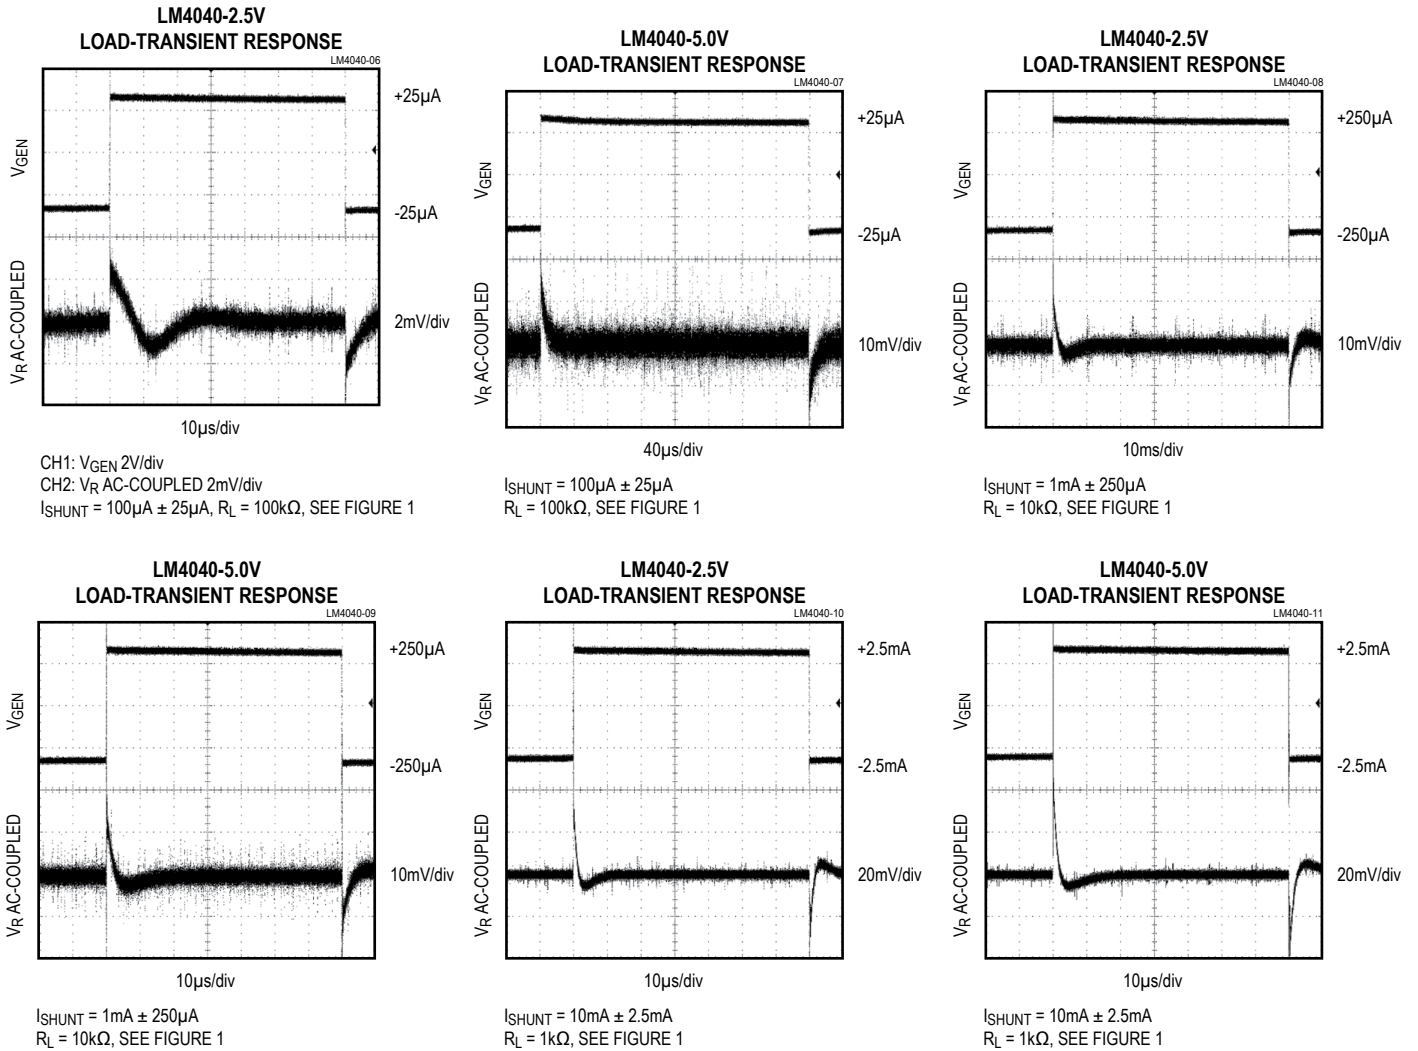 LM4040-2.5V
LOAD-TRANSIENT RESPONSE
LM4040-06
+25µA
VGEN
-25µA
VR AC-COUPLED
2mV/div
10µs/div
CH1: VGEN 2V/div
CH2: VR AC-COUPLED 2mV/div
ISHUNT = 100µA ± 25µA, RL = 100kΩ, SEE FIGURE 1
LM4040-5.0V
LOAD-TRANSIENT RESPONSE
LM4040-07
+25µA
VGEN
-25µA
VR AC-COUPLED
10mV/div
40µs/div
ISHUNT = 100µA ± 25µA
RL = 100kΩ, SEE FIGURE 1
LM4040-2.5V
LOAD-TRANSIENT RESPONSE
LM4040-08
+250µA
VGEN
-250µA
VR AC-COUPLED
10mV/div
10ms/div
ISHUNT = 1mA ± 250µA
RL = 10kΩ, SEE FIGURE 1
LM4040-5.0V
LOAD-TRANSIENT RESPONSE
LM4040-09
+250µA
VGEN
-250µA
VR AC-COUPLED
10mV/div
10µs/div
ISHUNT = 1mA ± 250µA
RL = 10kΩ, SEE FIGURE 1
LM4040-2.5V
LOAD-TRANSIENT RESPONSE
LM4040-10
+2.5mA
VGEN
-2.5mA
VR AC-COUPLED
20mV/div
10µs/div
ISHUNT = 10mA ± 2.5mA
RL = 1kΩ, SEE FIGURE 1
LM4040-5.0V
LOAD-TRANSIENT RESPONSE
LM4040-11
+2.5mA
VGEN
-2.5mA
VR AC-COUPLED
20mV/div
10µs/div
ISHUNT = 10mA ± 2.5mA
RL = 1kΩ, SEE FIGURE 1